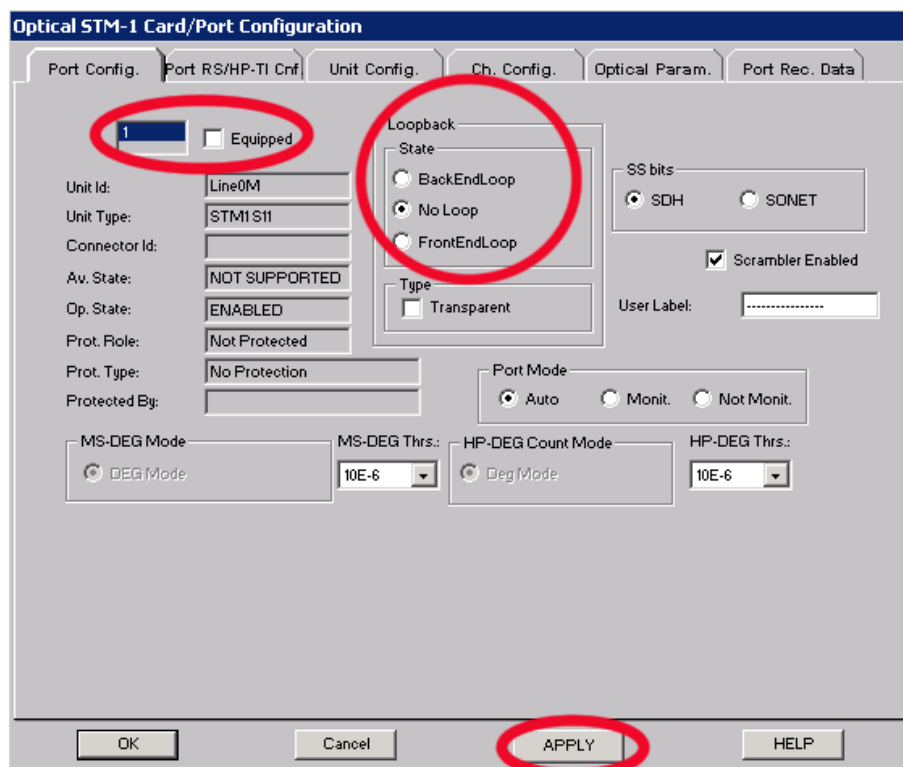 Optical STM-1 Card/Port Configuration
Port Config.
Port RS/HP-TI Cnf.
Unit Config.
Ch. Config.
Optical Param.
Port Rec. Data
1
Equipped
Unit Id:
Line0M
Unit Type:
STM1 S11
Connector Id:
Av. State:
NOT SUPPORTED
Op. State:
ENABLED
Prot. Role:
Not Protected
Prot. Type:
No Protection
Protected By:
Loopback
State
BackEndLoop
No Loop
FrontEndLoop
Type
Transparent
SS bits
SDH
SONET
Scrambler Enabled
User Label:
---------------
Port Mode
Auto
Monit.
Not Monit.
MS-DEG Mode
DEG Mode
MS-DEG Thrs.:
10E-6
HP-DEG Count Mode
Deg Mode
HP-DEG Thrs.:
10E-6
OK
Cancel
APPLY
HELP